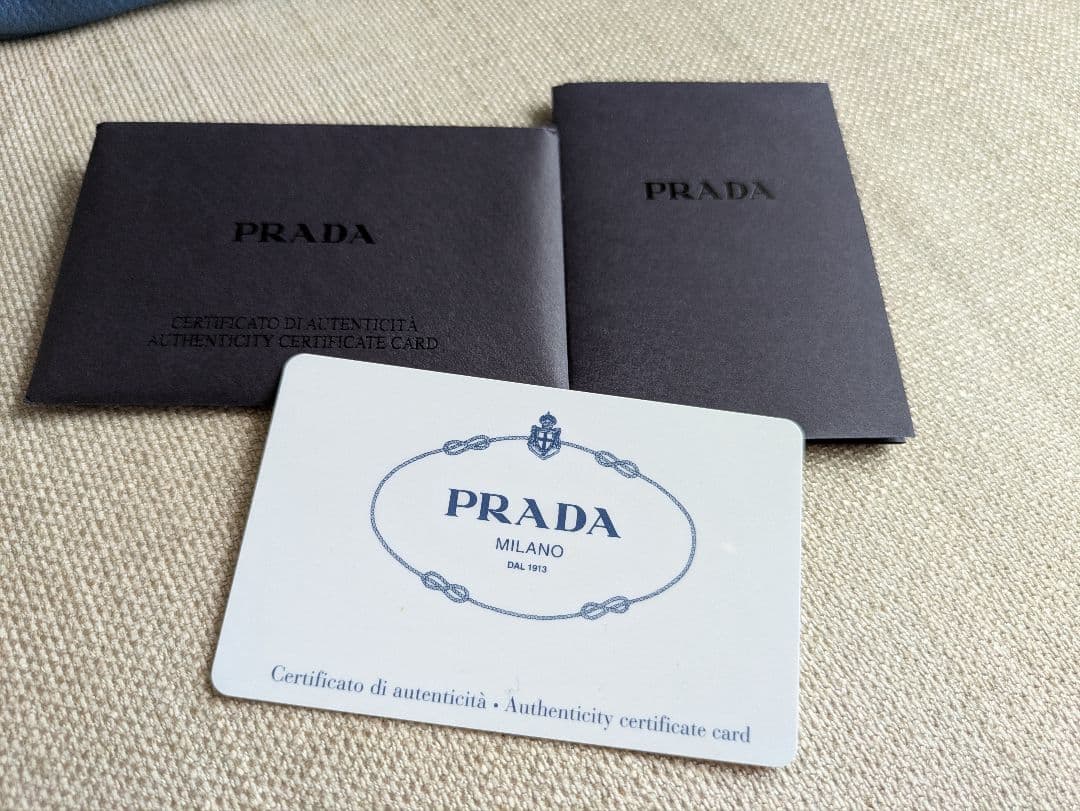 PRADA
CERTIFICATO DI AUTENTICITÀ
AUTHENTICITY CERTIFICATE CARD
PRADA
PRADA
MILANO
DAL 1913
Certificato di autenticità • Authenticity certificate card